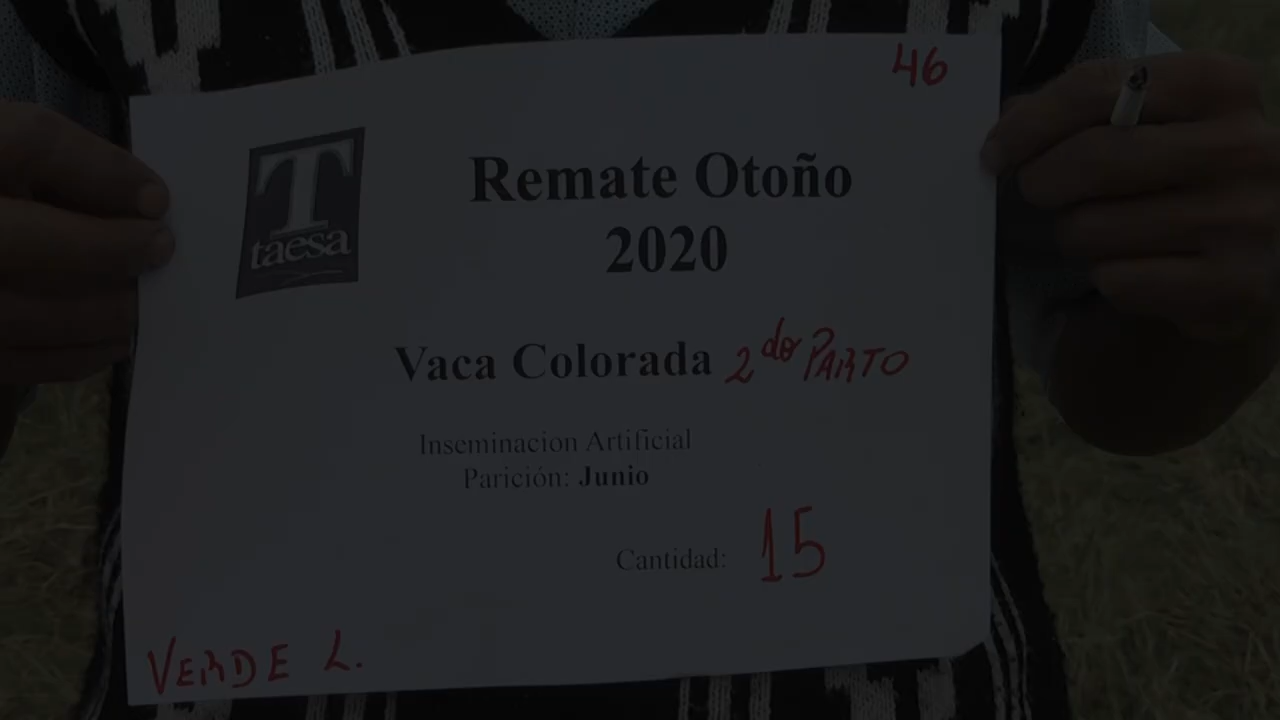 46
T
taesa
Remate Otoño
2020
Vaca Colorada 2do PARTO
Inseminacion Artificial
Parición: Junio
Cantidad: 15
VERDE L.